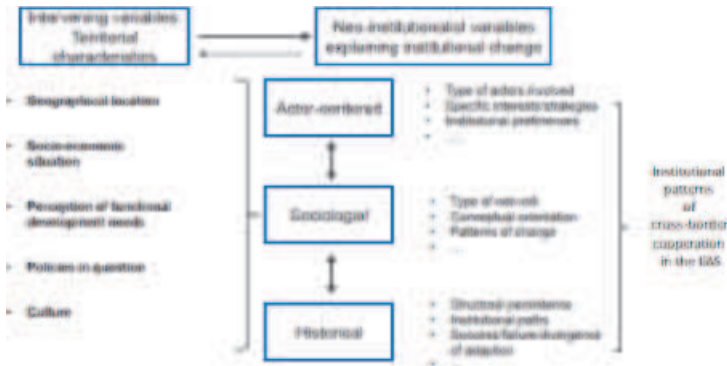 Intervening variables
Territorial
characteristics
Neo-institutionalist variables
explaining institutional change
Geographical location
Socio-economic
situation
Perception of functional
development needs
Policies in question
Culture
Actor-centered
Type of actors involved
Specific interests/strategies
Institutional preferences
....
Sociological
Type of network
Conceptual orientation
Patterns of change
....
Historical
Structural persistence
Institutional paths
Success/failure/divergence
of adaption
Institutional
patterns
of
cross-border
cooperation
in the